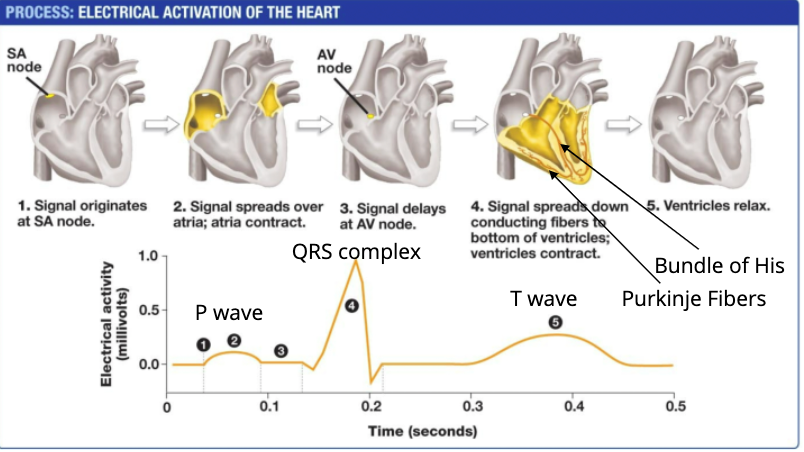 PROCESS: ELECTRICAL ACTIVATION OF THE HEART
SA
node
AV
node
1. Signal originates
at SA node.
2. Signal spreads over
atria; atria contract.
3. Signal delays
at AV node.
4. Signal spreads down
conducting fibers to
bottom of ventricles;
ventricles contract.
5. Ventricles relax.
Bundle of His
Purkinje Fibers
QRS complex
P wave
T wave
Electrical activity
(millivolts)
1.0
0.5
0.0
1
2
3
4
5
0
0.1
0.2
0.3
0.4
0.5
Time (seconds)